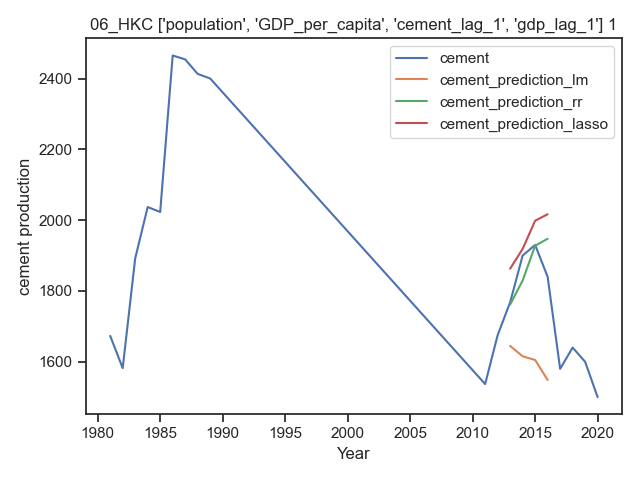 06_HKC ['population', 'GDP_per_capita', 'cement_lag_1', 'gdp_lag_1'] 1
cement
cement_prediction_lm
cement_prediction_rr
cement_prediction_lasso
cement production
2400
2200
2000
1800
1600
1980 1985 1990 1995 2000 2005 2010 2015 2020
Year